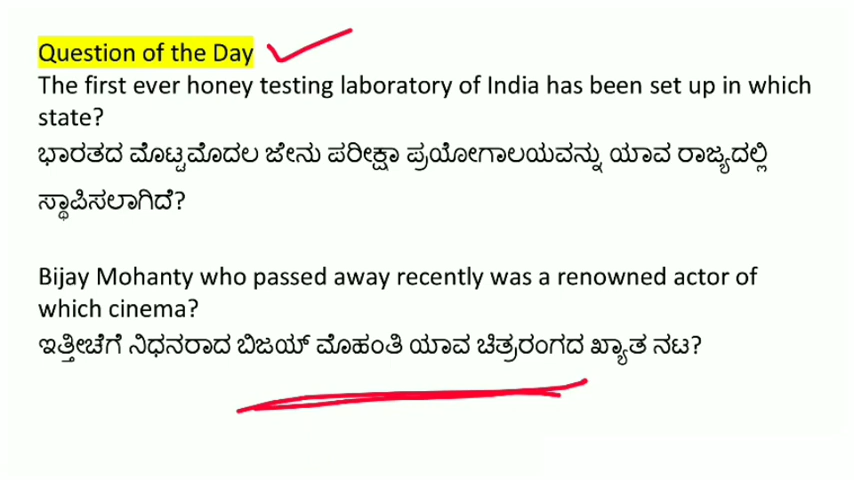 Question of the Day
The first ever honey testing laboratory of India has been set up in which
state?
ಭಾರತದ ಮೊಟ್ಟಮೊದಲ ಜೇನು ಪರೀಕ್ಷಾ ಪ್ರಯೋಗಾಲಯವನ್ನು ಯಾವ ರಾಜ್ಯದಲ್ಲಿ
ಸ್ಥಾಪಿಸಲಾಗಿದೆ?
Bijay Mohanty who passed away recently was a renowned actor of
which cinema?
ಇತ್ತೀಚೆಗೆ ನಿಧನರಾದ ಬಿಜಯ್ ಮೊಹಂತಿ ಯಾವ ಚಿತ್ರರಂಗದ ಖ್ಯಾತ ನಟ?